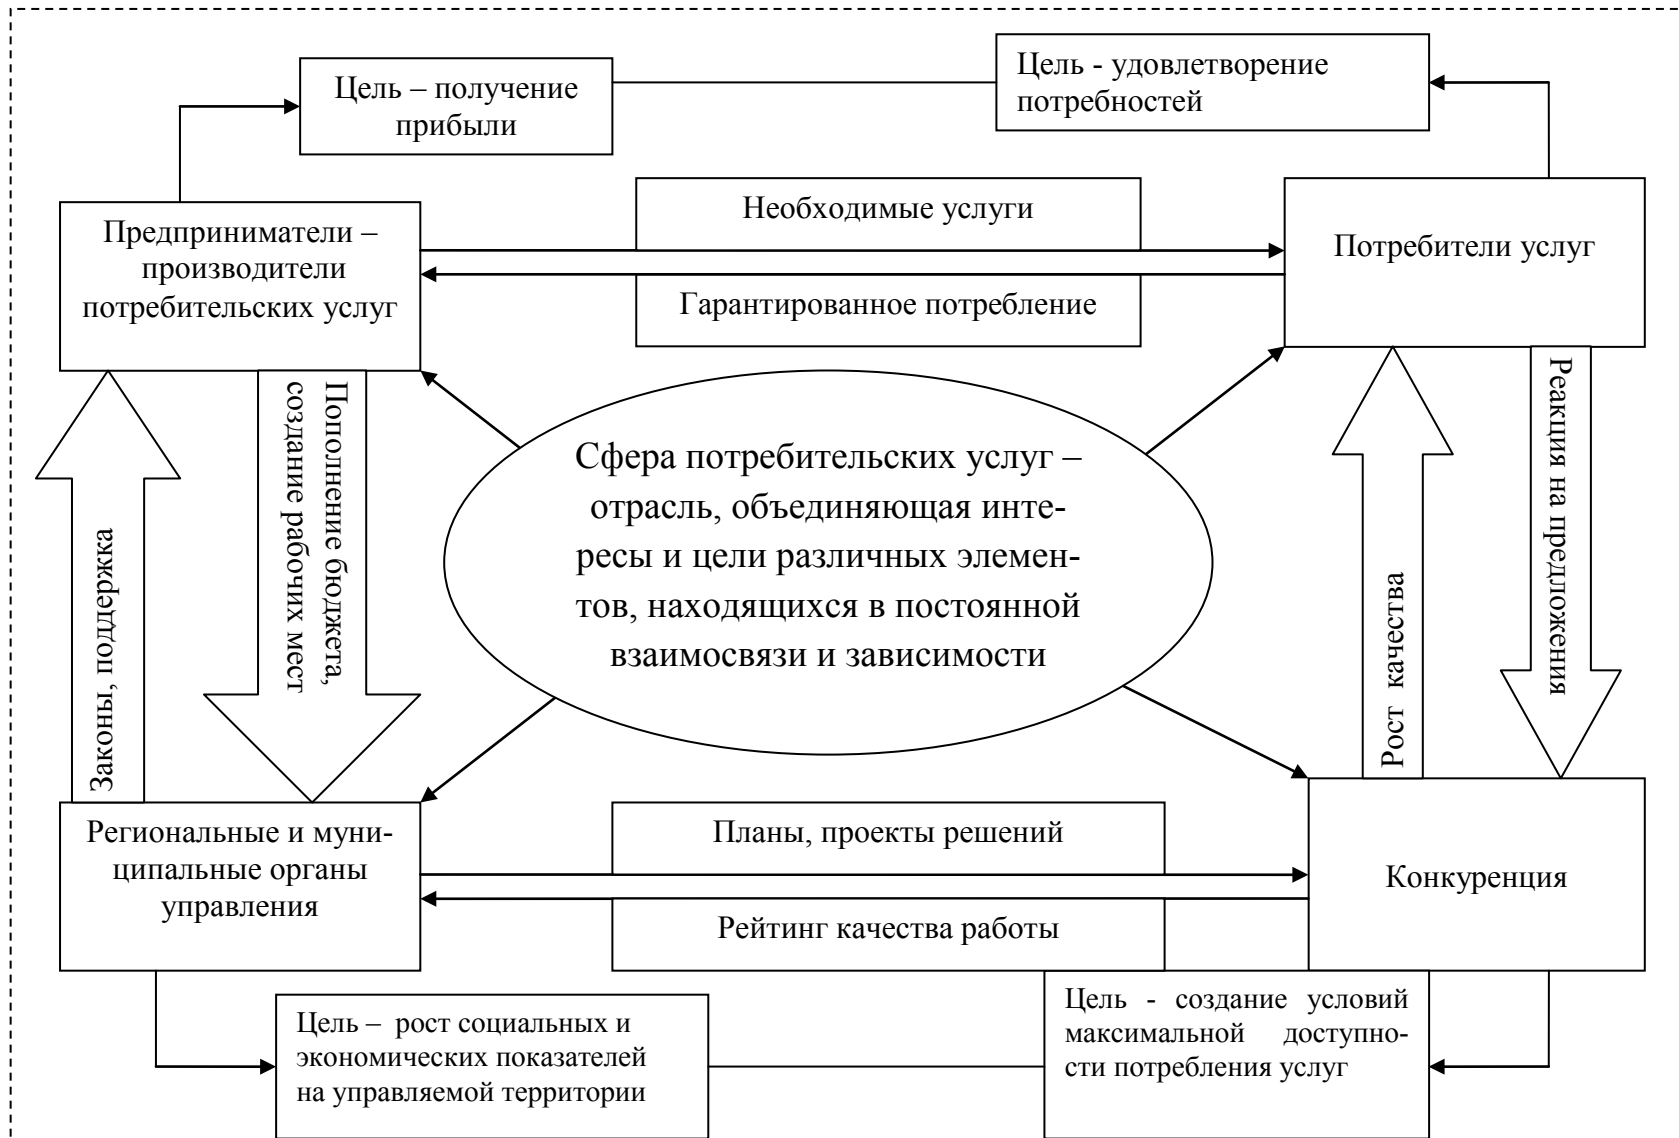 Цель – получение
прибыли
Цель - удовлетворение
потребностей
Предприниматели –
производители
потребительских услуг
Необходимые услуги
Гарантированное потребление
Потребители услуг
Законы, поддержка
Пополнение бюджета,
создание рабочих мест
Сфера потребительских услуг –
отрасль, объединяющая инте-
ресы и цели различных элемен-
тов, находящихся в постоянной
взаимосвязи и зависимости
Рост качества
Реакция на предложения
Региональные и муни-
ципальные органы
управления
Планы, проекты решений
Рейтинг качества работы
Конкуренция
Цель – рост социальных и
экономических показателей
на управляемой территории
Цель - создание условий
максимальной доступно-
сти потребления услуг